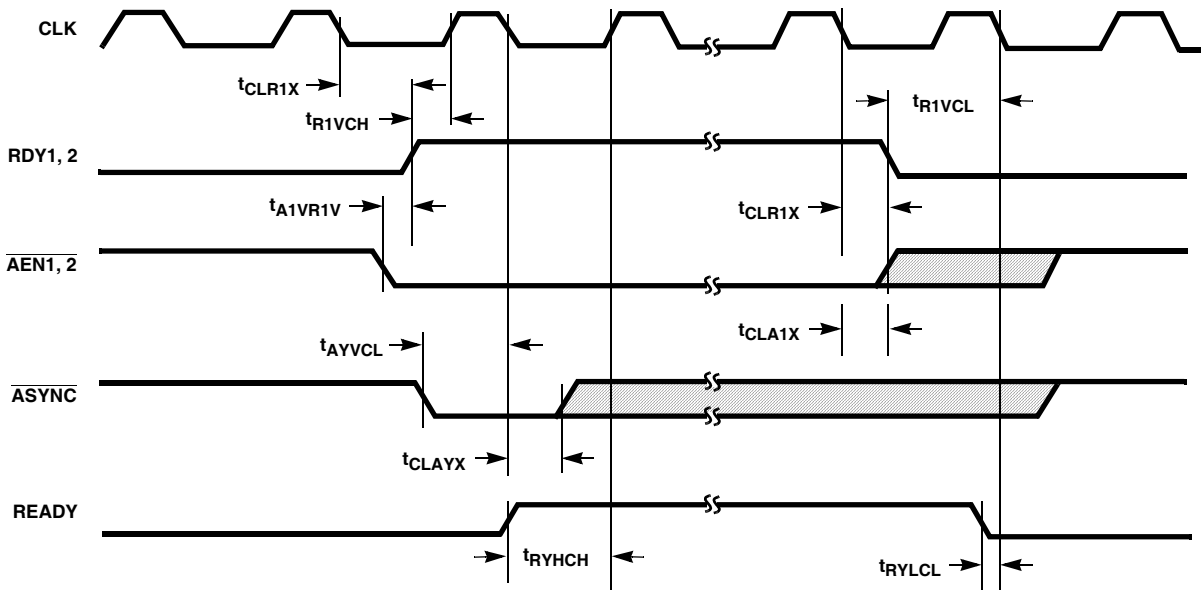 CLK
tCLR1X
tR1VCH
tR1VCL
RDY1, 2
tA1VR1V
tCLR1X
AEN1, 2
tAYVCL
tCLA1X
ASYNC
tCLAYX
READY
tRYHCH
tRYLCL